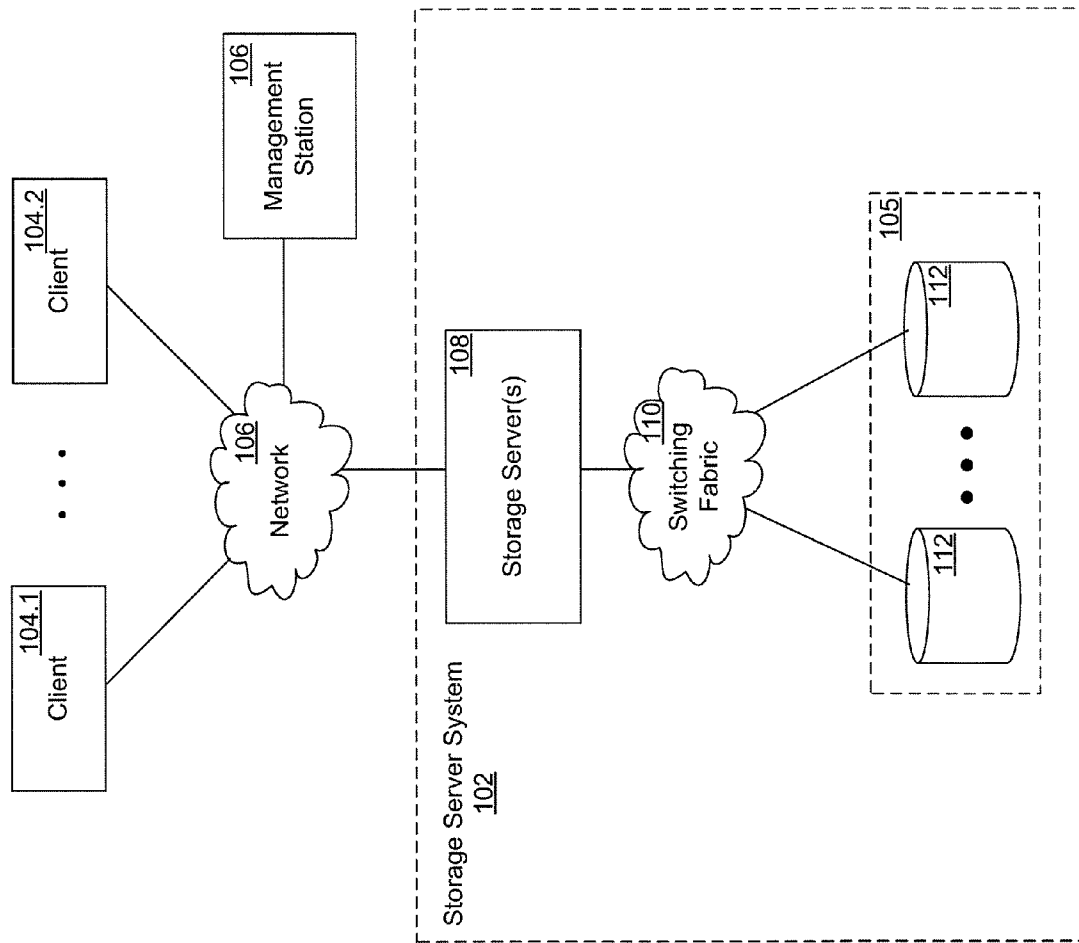 104.1
Client
. . .
104.2
Client
106
Network
106
Management
Station
Storage Server System
102
108
Storage Server(s)
110
Switching
Fabric
105
112
112